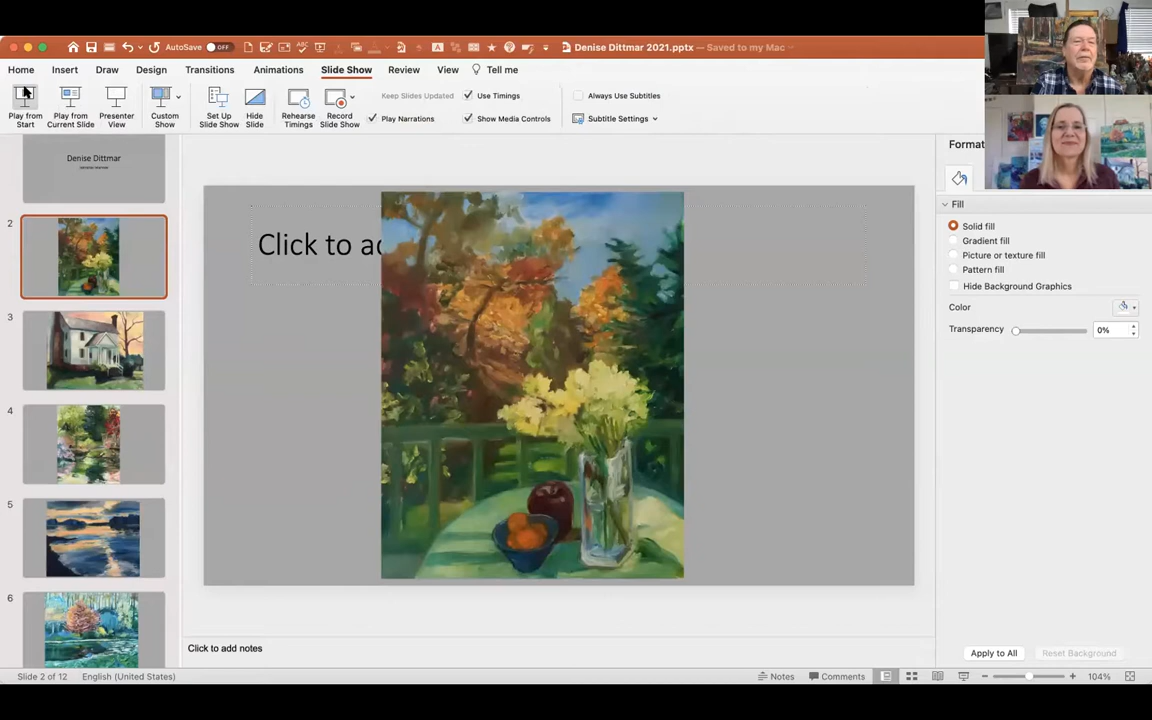 AutoSave OFF
Denise Dittmar 2021.pptx — Saved to my Mac
Home Insert Draw Design Transitions Animations Slide Show Review View Tell me
Play from Start
Play from Current Slide
Presenter View
Custom Show
Set Up Slide Show
Hide Slide
Rehearse Timings
Record Slide Show
Keep Slides Updated
Use Timings
Play Narrations
Show Media Controls
Always Use Subtitles
Subtitle Settings
Denise Dittmar
2
3
4
5
6
Click to ad
Format
Fill
Solid fill
Gradient fill
Picture or texture fill
Pattern fill
Hide Background Graphics
Color
Transparency 0%
Apply to All Reset Background
Click to add notes
Slide 2 of 12 English (United States) Notes Comments 104%